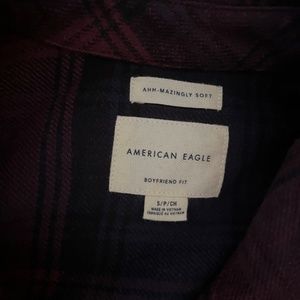 AHH-MAZINGLY SOFT
AMERICAN EAGLE
BOYFRIEND FIT
S/P/CH
MADE IN VIETNAM
FABRIQUÉ AU VIETNAM